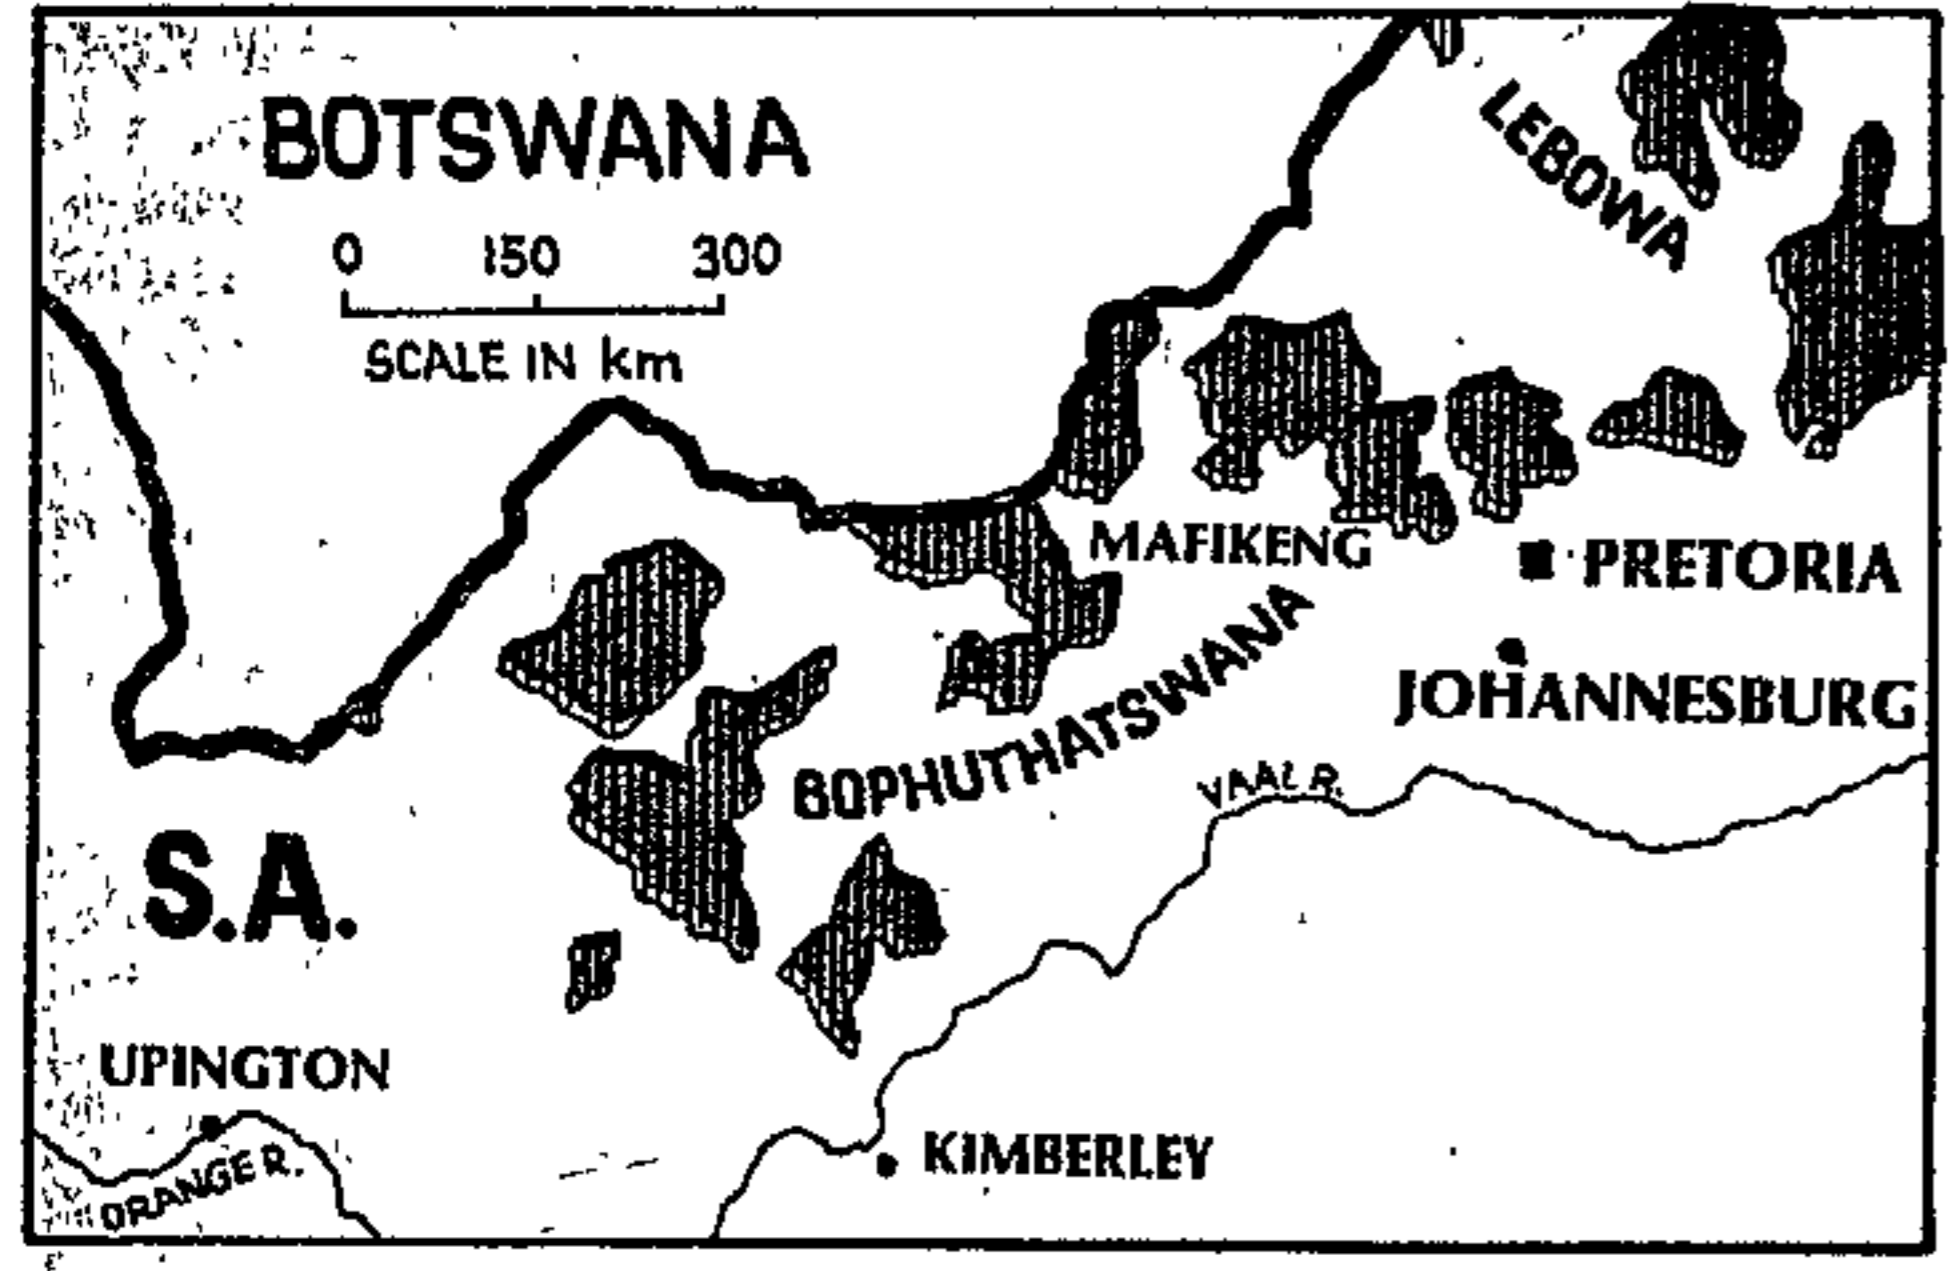 BOTSWANA
LEBOWA
0 150 300
SCALE IN km
MAFIKENG
PRETORIA
JOHANNESBURG
BOPHUTHATSWANA
VAAL R.
S.A.
UPINGTON
ORANGE R.
KIMBERLEY